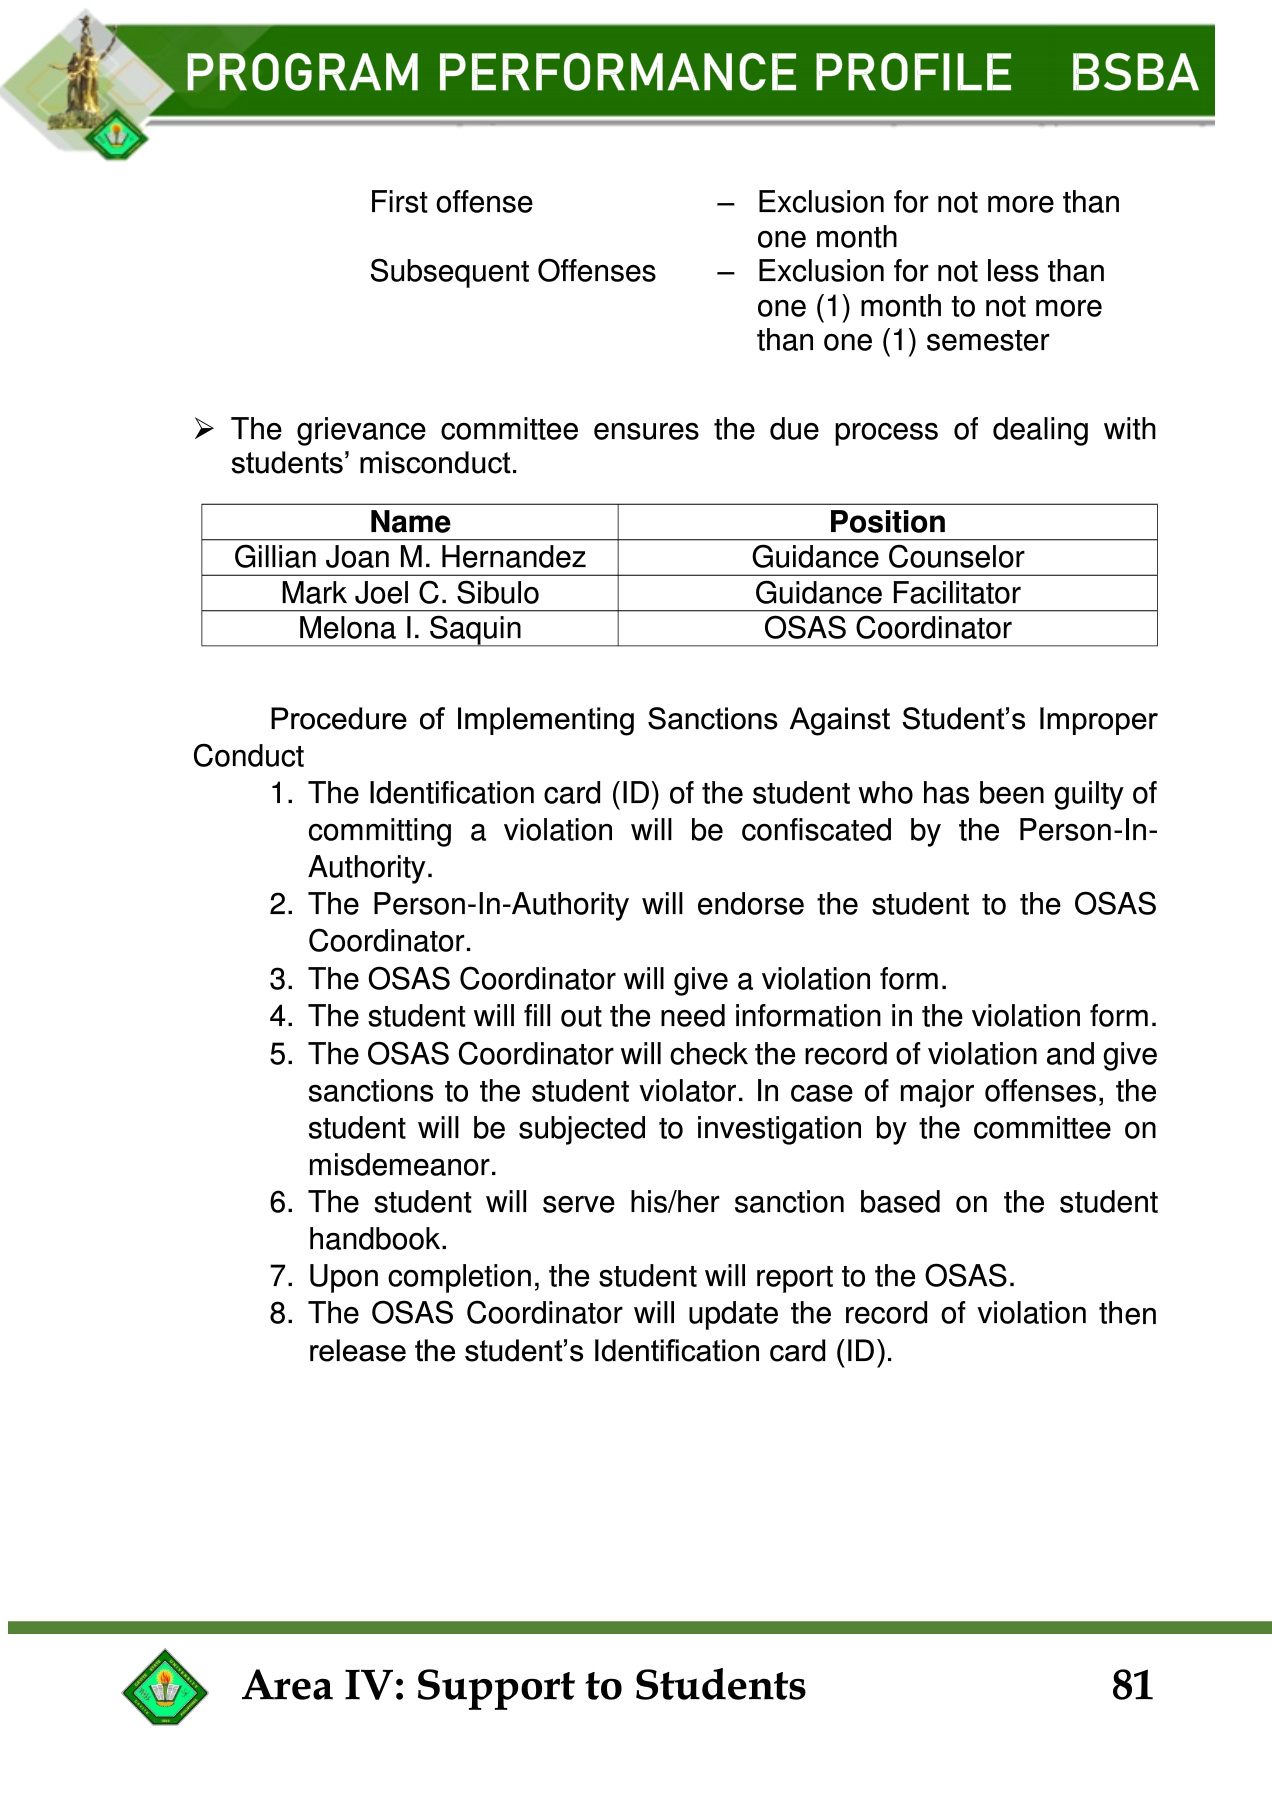 PROGRAM PERFORMANCE PROFILE BSBA
First offense – Exclusion for not more than
one month
Subsequent Offenses – Exclusion for not less than
one (1) month to not more
than one (1) semester
➢ The grievance committee ensures the due process of dealing with
students’ misconduct.
Name Position
Gillian Joan M. Hernandez Guidance Counselor
Mark Joel C. Sibulo Guidance Facilitator
Melona I. Saquin OSAS Coordinator
Procedure of Implementing Sanctions Against Student’s Improper
Conduct
1. The Identification card (ID) of the student who has been guilty of
committing a violation will be confiscated by the Person-In-
Authority.
2. The Person-In-Authority will endorse the student to the OSAS
Coordinator.
3. The OSAS Coordinator will give a violation form.
4. The student will fill out the need information in the violation form.
5. The OSAS Coordinator will check the record of violation and give
sanctions to the student violator. In case of major offenses, the
student will be subjected to investigation by the committee on
misdemeanor.
6. The student will serve his/her sanction based on the student
handbook.
7. Upon completion, the student will report to the OSAS.
8. The OSAS Coordinator will update the record of violation then
release the student’s Identification card (ID).
Area IV: Support to Students 81